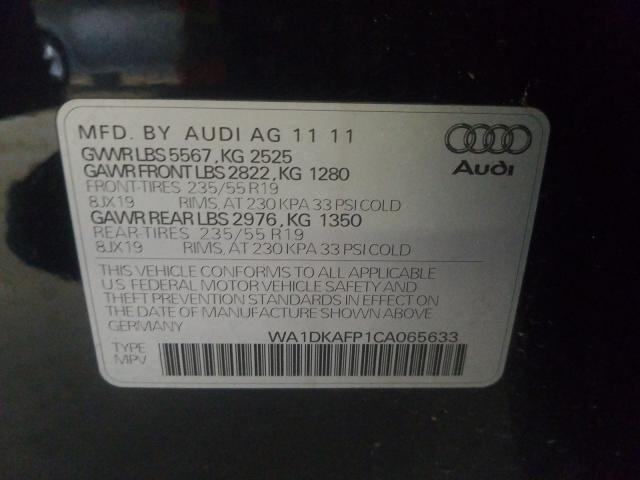 MFD. BY AUDI AG 11 11
GVWR LBS 5567, KG 2525
GAWR FRONT LBS 2822, KG 1280
FRONT-TIRES 235/55 R19
8JX19 RIMS, AT 230 KPA 33 PSI COLD
GAWR REAR LBS 2976, KG 1350
REAR-TIRES 235/55 R19
8JX19 RIMS, AT 230 KPA 33 PSI COLD
Audi
THIS VEHICLE CONFORMS TO ALL APPLICABLE
U.S. FEDERAL MOTOR VEHICLE SAFETY AND
THEFT PREVENTION STANDARDS IN EFFECT ON
THE DATE OF MANUFACTURE SHOWN ABOVE
GERMANY WA1DKAFP1CA065633
TYPE
MPV